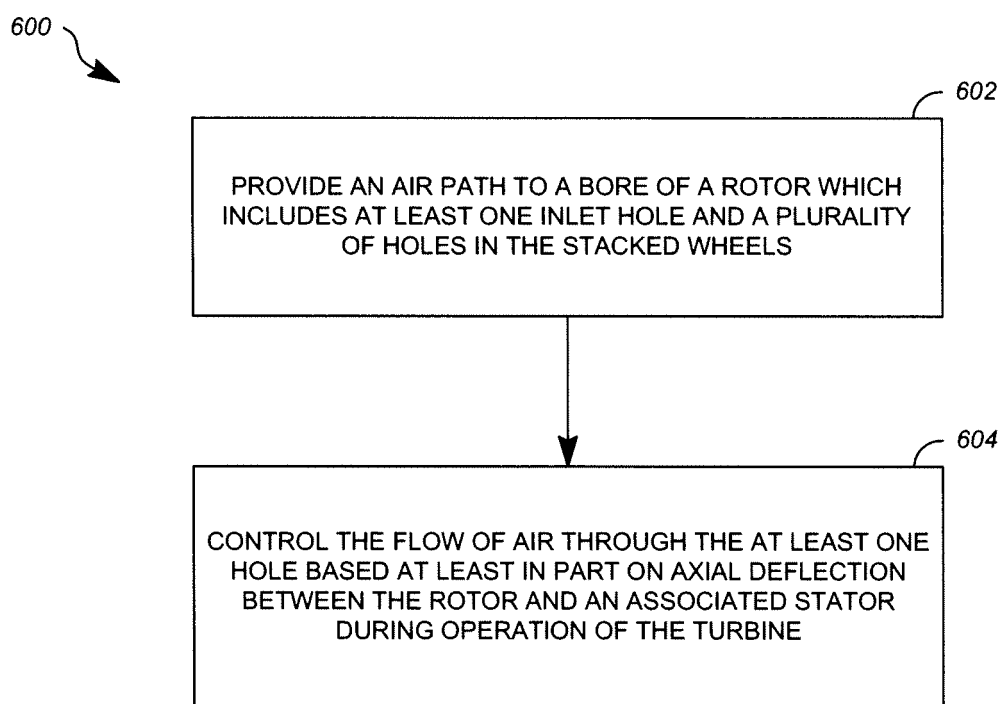 600
602
PROVIDE AN AIR PATH TO A BORE OF A ROTOR WHICH
INCLUDES AT LEAST ONE INLET HOLE AND A PLURALITY
OF HOLES IN THE STACKED WHEELS
604
CONTROL THE FLOW OF AIR THROUGH THE AT LEAST ONE
HOLE BASED AT LEAST IN PART ON AXIAL DEFLECTION
BETWEEN THE ROTOR AND AN ASSOCIATED STATOR
DURING OPERATION OF THE TURBINE